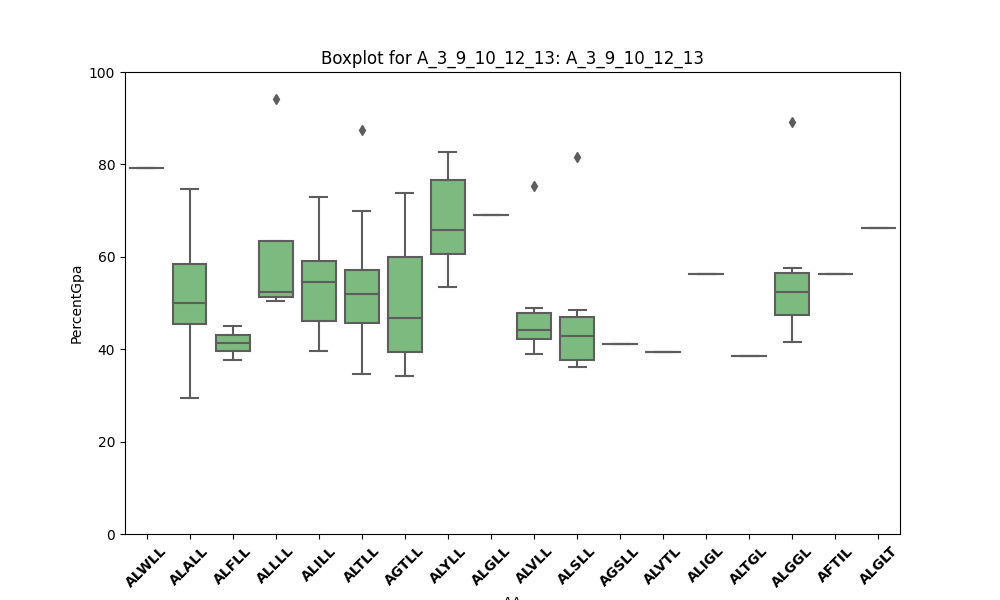 Boxplot for A_3_9_10_12_13: A_3_9_10_12_13
PercentGpa
100
80
60
40
20
0
ALWLL
ALALL
ALFLL
ALLLL
ALILL
ALTLL
AGTLL
ALYLL
ALGLL
ALVLL
ALSLL
AGSLL
ALVTL
ALIGL
ALTGL
ALGGL
AFTIL
ALGLT